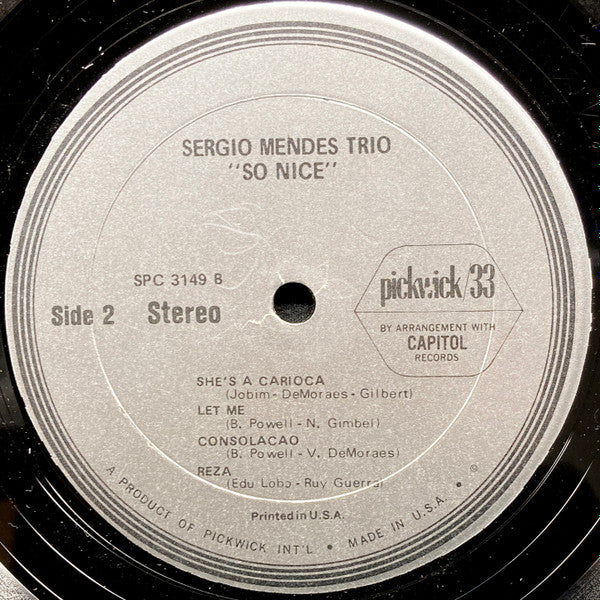 SERGIO MENDES TRIO
"SO NICE"
SPC 3149 B
Side 2 Stereo
pickwick/33
BY ARRANGEMENT WITH
CAPITOL
RECORDS
SHE'S A CARIOCA
(Jobim - DeMoraes - Gilbert)
LET ME
(B. Powell - N. Gimbel)
CONSOLACAO
(B. Powell - V. DeMoraes)
REZA
(Edu Lobo - Ruy Guerra)
Printed in U.S.A.
A PRODUCT OF PICKWICK INT'L • MADE IN U.S.A. • ©